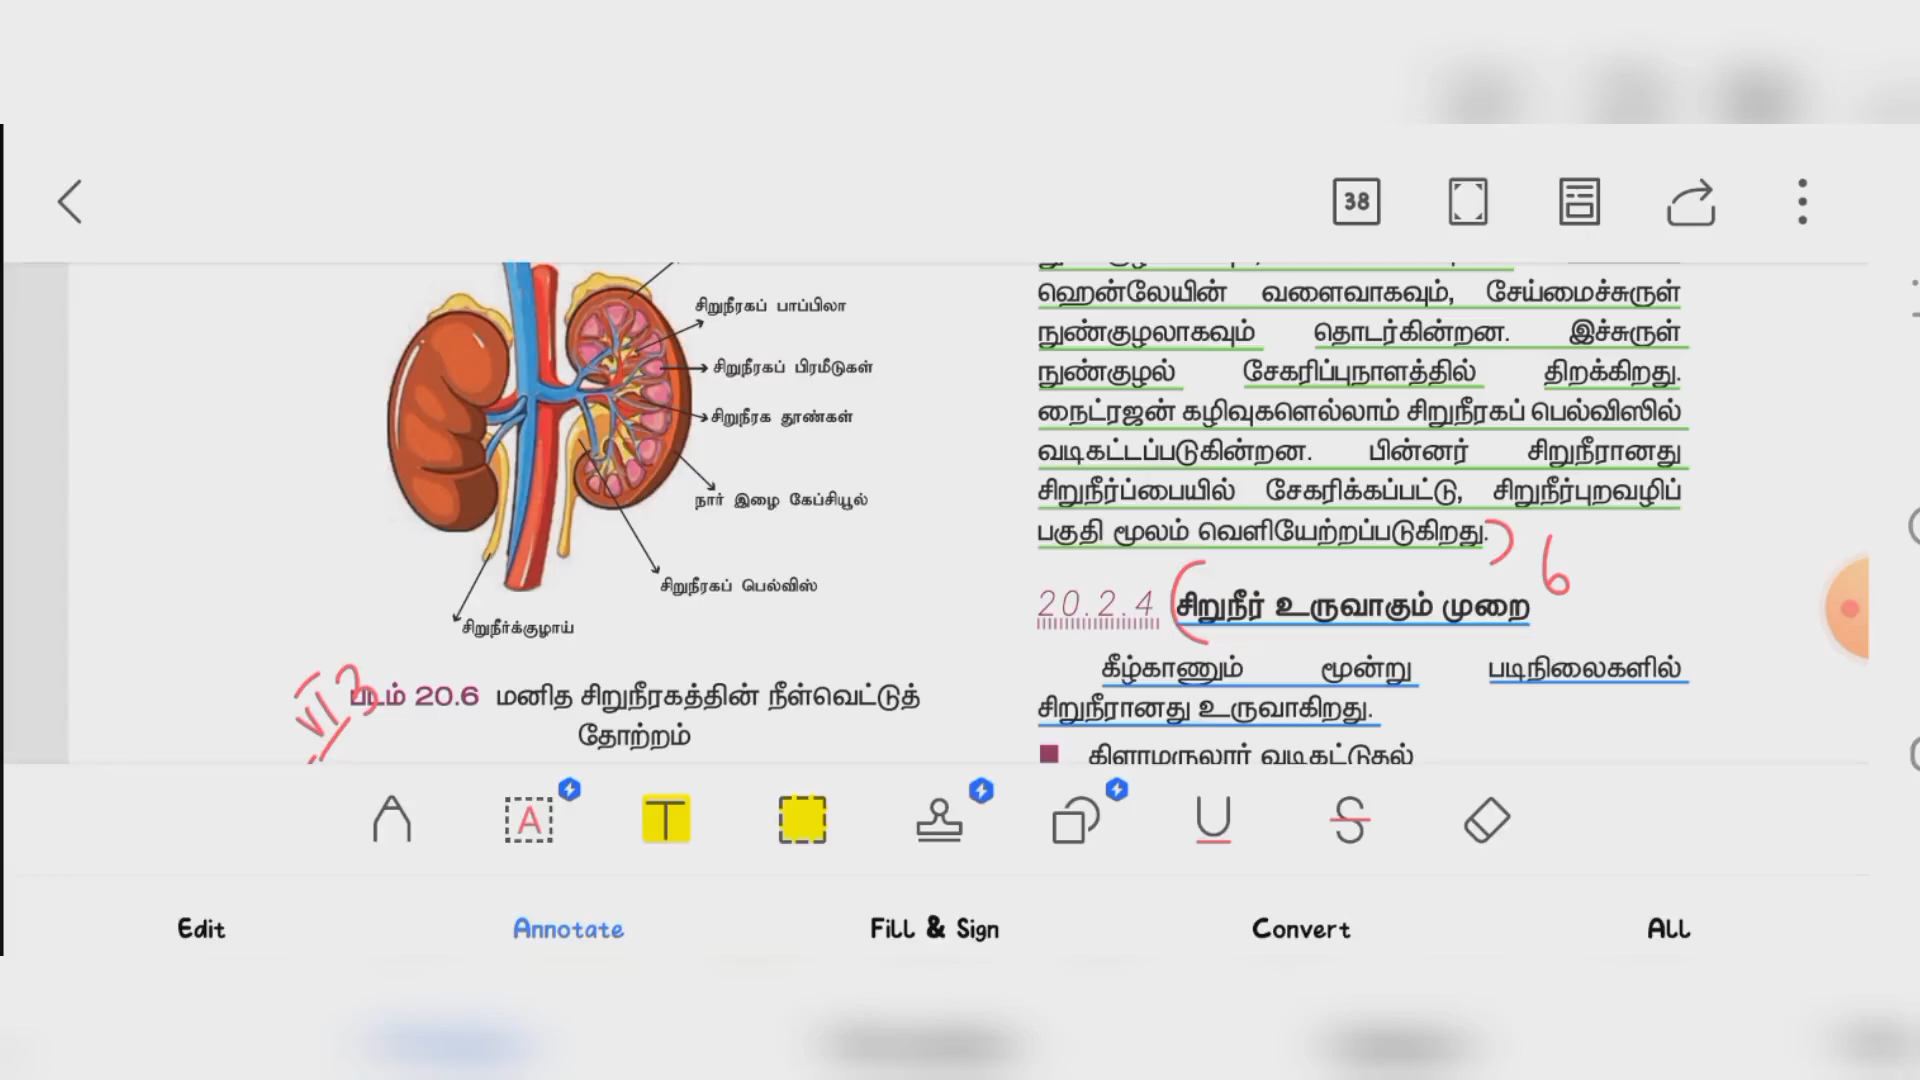 38
சிறுநீரகப் பாப்பிலா
சிறுநீரகப் பிரமீடுகள்
சிறுநீரக தூண்கள்
நார் இழை கேப்சியூல்
சிறுநீரகப் பெல்விஸ்
சிறுநீர்க்குழாய்
VI 3
படம் 20.6 மனித சிறுநீரகத்தின் நீள்வெட்டுத்
தோற்றம்
ஹென்லேயின் வளைவாகவும், சேய்மைச்சுருள்
நுண்குழலாகவும் தொடர்கின்றன. இச்சுருள்
நுண்குழல் சேகரிப்புநாளத்தில் திறக்கிறது.
நைட்ரஜன் கழிவுகளெல்லாம் சிறுநீரகப் பெல்விஸில்
வடிகட்டப்படுகின்றன. பின்னர் சிறுநீரானது
சிறுநீர்ப்பையில் சேகரிக்கப்பட்டு, சிறுநீர்புறவழிப்
பகுதி மூலம் வெளியேற்றப்படுகிறது.
6
20.2.4 சிறுநீர் உருவாகும் முறை
கீழ்காணும் மூன்று படிநிலைகளில்
சிறுநீரானது உருவாகிறது.
கிளாமருலார் வடிகட்டுதல்
Edit Annotate Fill & Sign Convert All